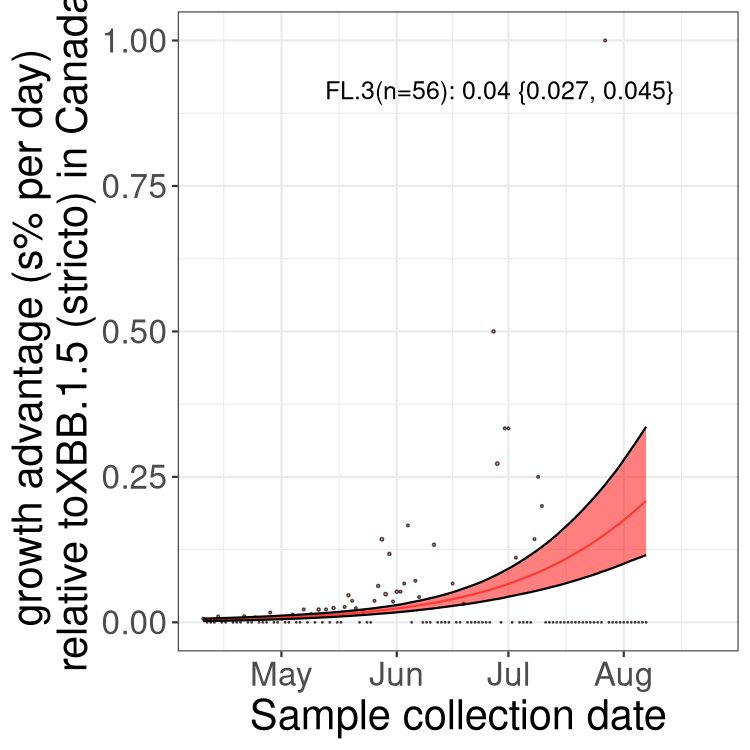 growth advantage (s% per day)
relative toXBB.1.5 (stricto) in Canada
1.00
0.75
0.50
0.25
0.00
FL.3(n=56): 0.04 {0.027, 0.045}
May Jun Jul Aug
Sample collection date